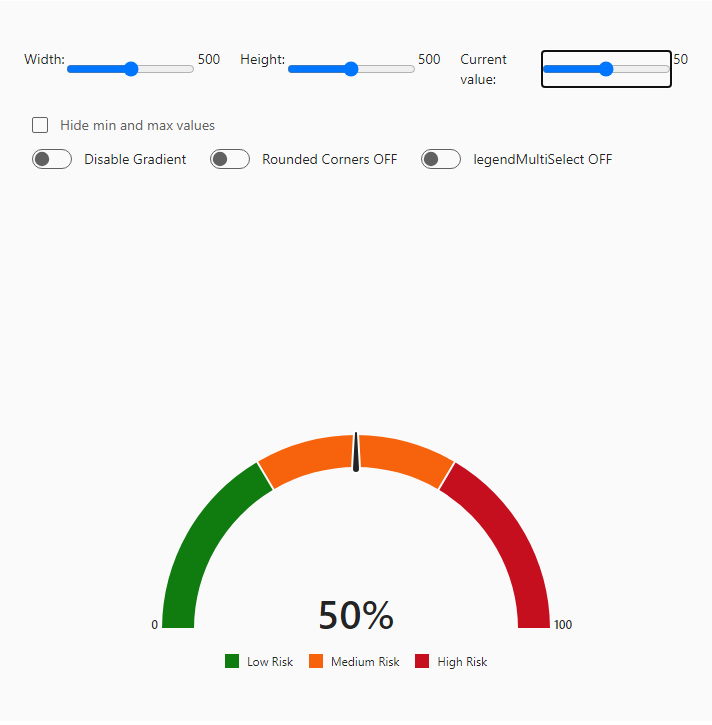 Width: 500 Height: 500 Current value: 50
Hide min and max values
Disable Gradient Rounded Corners OFF legendMultiSelect OFF
50%
0 100
Low Risk Medium Risk High Risk